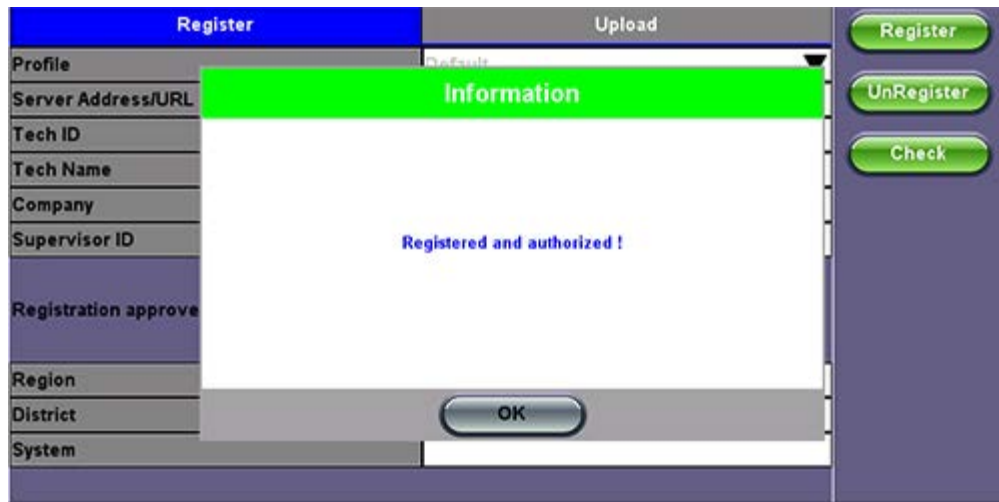 Register
Upload
Register
Profile
Default
Information
Server Address/URL
UnRegister
Tech ID
Check
Tech Name
Company
Supervisor ID
Registered and authorized !
Registration approve
Region
District
OK
System